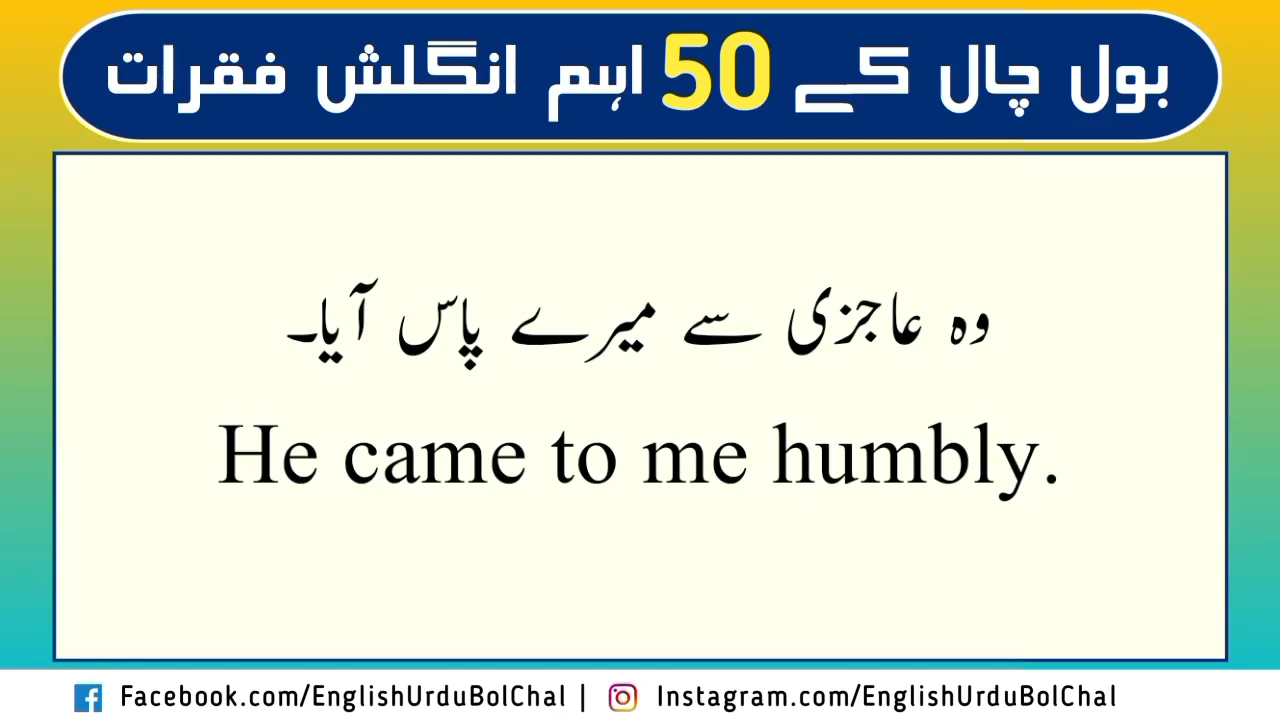 بول چال کے 50 اہم انگلش فقرات
وہ عاجزی سے میرے پاس آیا۔
He came to me humbly.
Facebook.com/EnglishUrduBolChal | Instagram.com/EnglishUrduBolChal